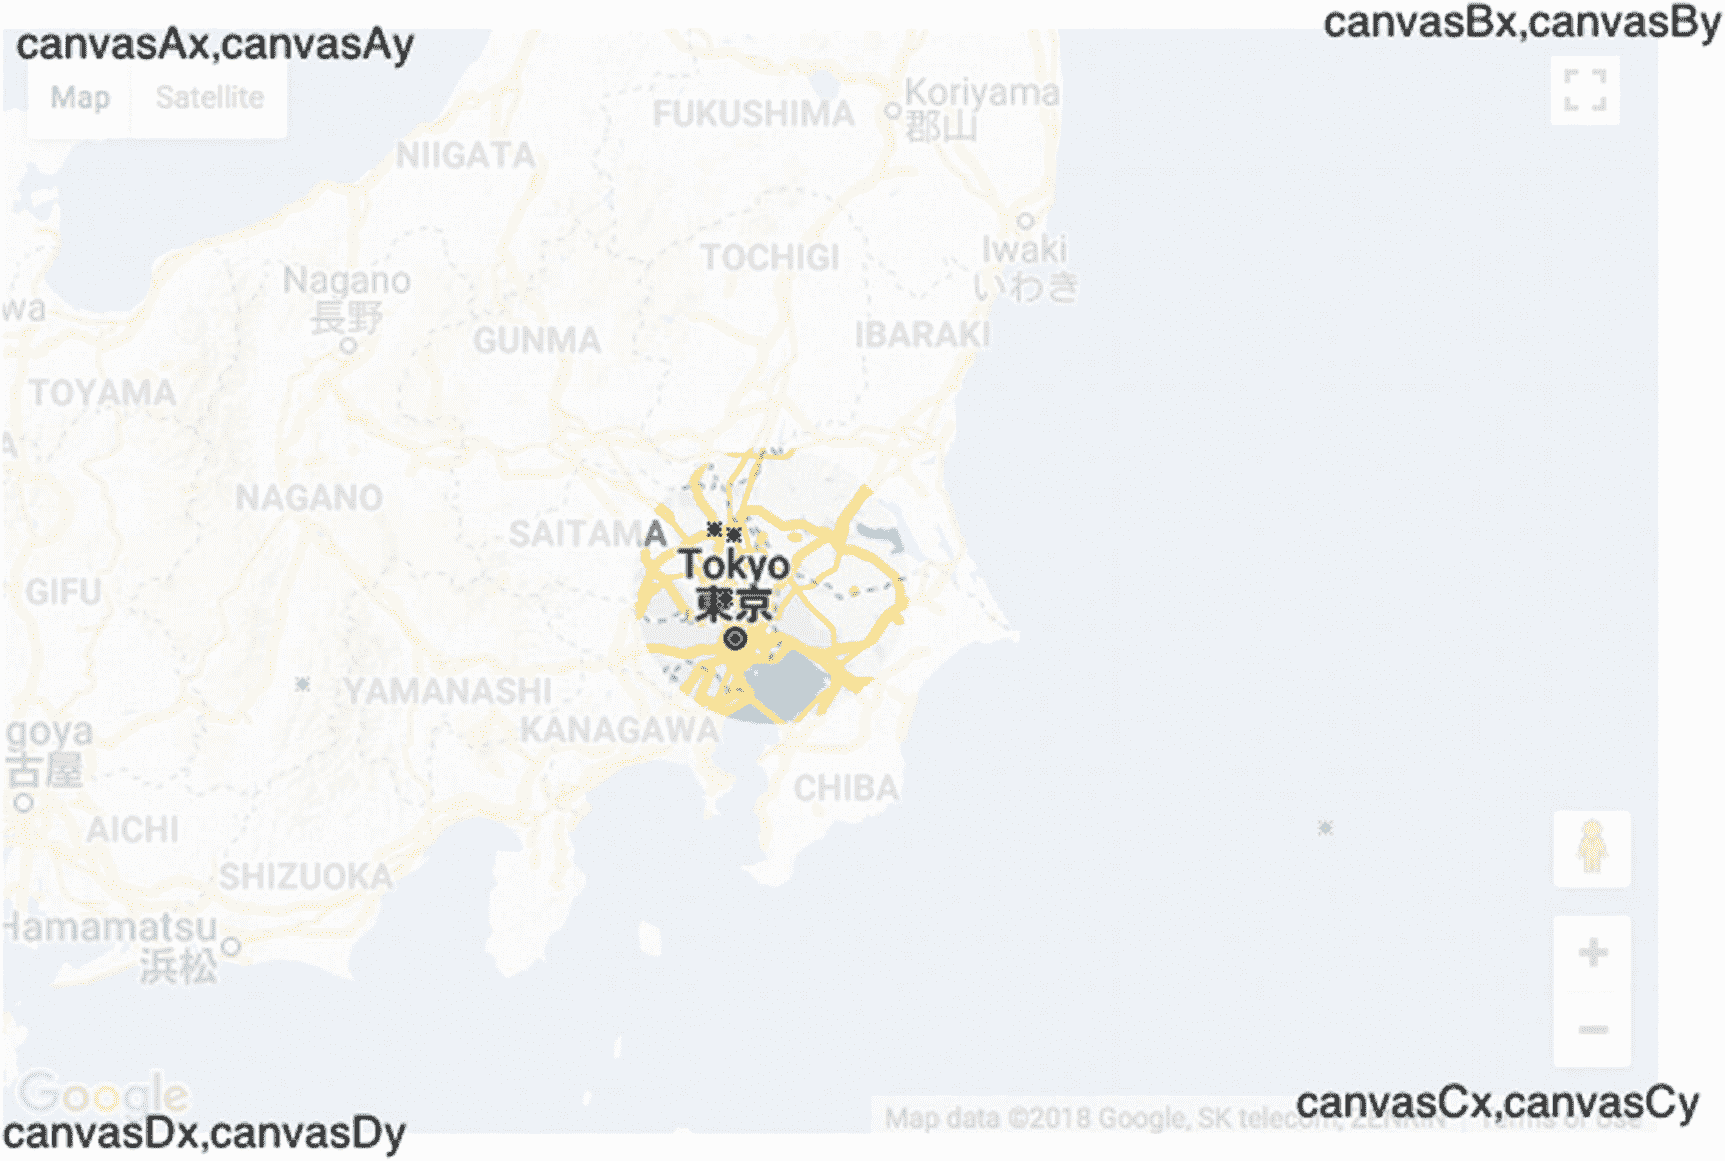 canvasAx,canvasAy
canvasBx,canvasBy
Map
Satellite
Koriyama
郡山
FUKUSHIMA
NIIGATA
Iwaki
いわき
TOCHIGI
Nagano
長野
wa
GUNMA
IBARAKI
TOYAMA
A
NAGANO
SAITAMA
Tokyo
東京
GIFU
YAMANASHI
KANAGAWA
goya
古屋
CHIBA
AICHI
SHIZUOKA
Hamamatsu
浜松
Google
canvasCx,canvasCy
Map data ©2018 Google, SK telecom, ZENRIN
Terms of Use
canvasDx,canvasDy